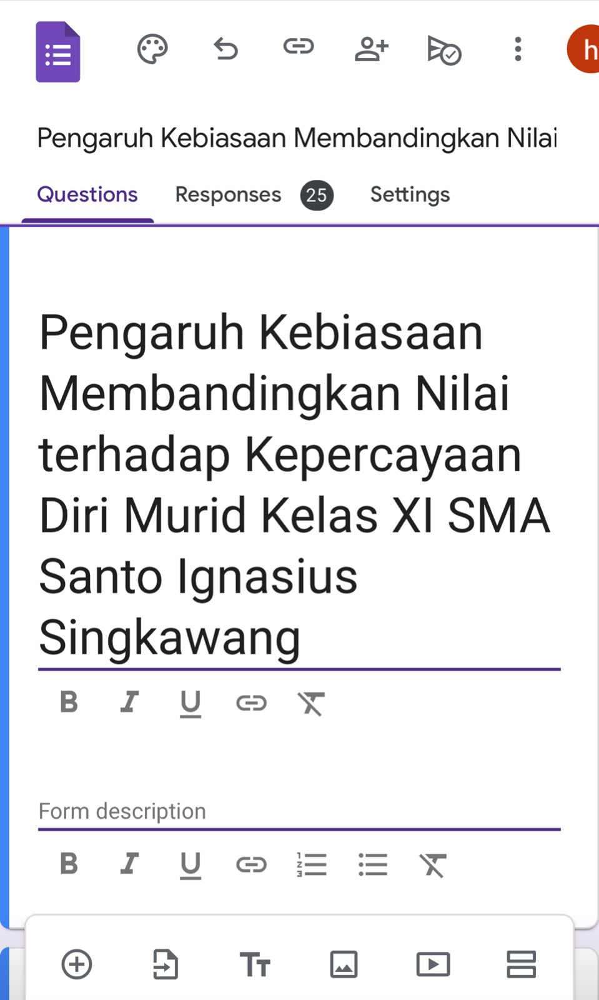 h
Pengaruh Kebiasaan Membandingkan Nilai
Questions Responses 25 Settings
Pengaruh Kebiasaan
Membandingkan Nilai
terhadap Kepercayaan
Diri Murid Kelas XI SMA
Santo Ignasius
Singkawang
B I U
Form description
B I U
Tt